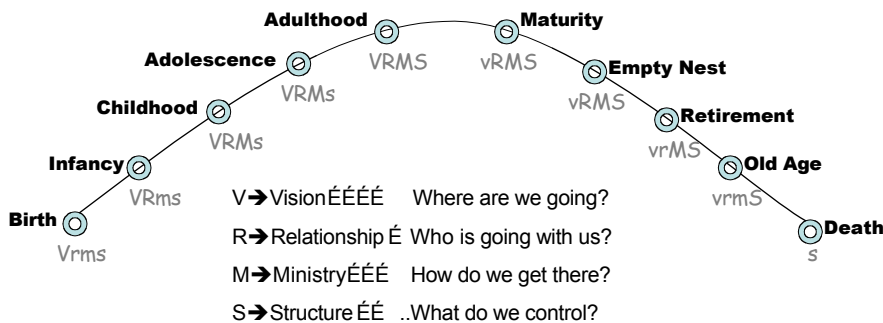 Adulthood
VRMS
Maturity
vRMS
Adolescence
VRMs
Empty Nest
vRMS
Childhood
VRMs
Retirement
vrMS
Infancy
VRms
Old Age
vrmS
Birth
Vrms
Death
s
V➔VisionÉÉÉÉ Where are we going?
R➔Relationship É Who is going with us?
M➔MinistryÉÉÉ How do we get there?
S➔Structure ÉÉ ..What do we control?